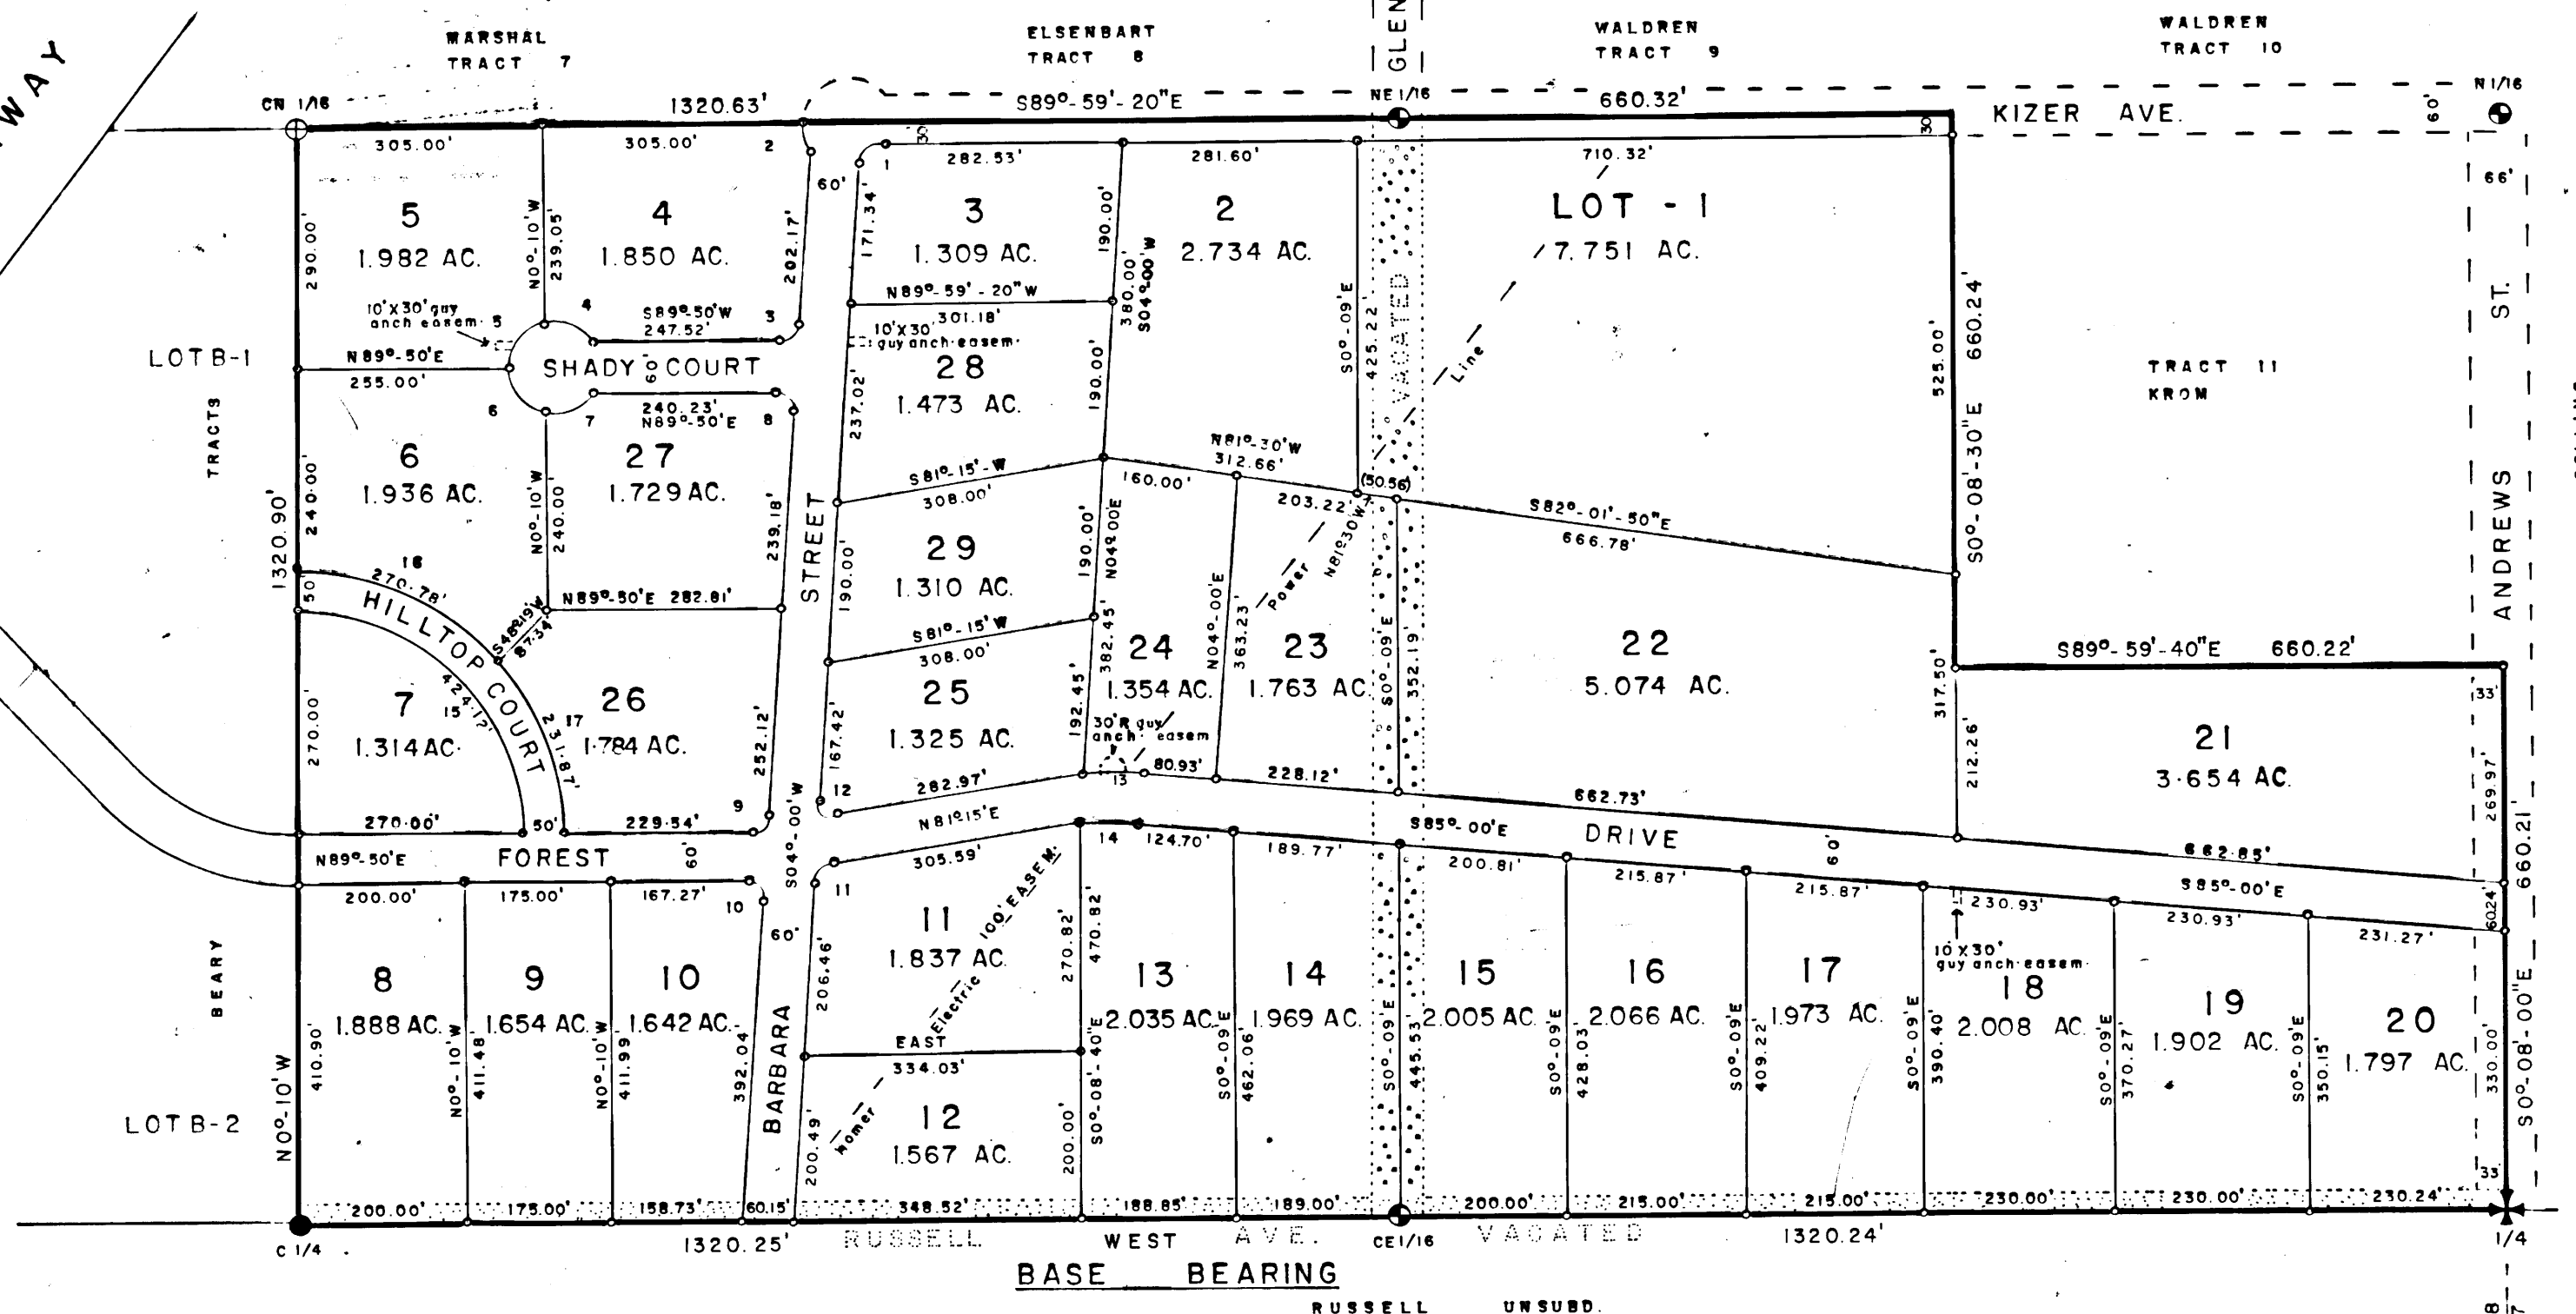 WAY
MARSHAL
TRACT 7
ELSENBART
TRACT 8
GLEN
WALDREN
TRACT 9
WALDREN
TRACT 10
CN 1/16
1320.63'
S89°-59'-20"E
NE 1/16
660.32'
KIZER AVE.
60'
N 1/16
305.00'
305.00'
2
30
1
282.53'
281.60'
710.32'
30
66'
60'
5
1.982 AC.
290.00'
N0°-10'W
239.05'
4
1.850 AC.
202.17'
171.34'
3
1.309 AC.
190.00'
380.00'
S04°-00'W
2
2.734 AC.
S0°-09'E
425.22'
VACATED
LOT - 1
7.751 AC.
525.00'
660.24'
S0°-08'-30"E
ST.
10'X30' guy
anch easem.
5
4
S89°-50'W
247.52'
3
N89°-59'-20"W
301.18'
10'X30'
guy anch. easem.
LOT B-1
N89°-50'E
255.00'
SHADY COURT
60'
28
1.473 AC.
237.02'
190.00'
Line
TRACT 11
KROM
6
7
240.23'
N89°-50'E
8
TRACTS
6
1.936 AC.
240.00'
1320.90'
N0°-10'W
240.00'
27
1.729 AC.
239.18'
STREET
S81°-15'-W
308.00'
N81°-30'W
312.66'
160.00'
203.22'
(50.56)
N81°30'W
S82°-01'-50"E
666.78'
ANDREWS
29
1.310 AC.
190.00'
190.00'
N04°00'E
Power
18
270.78'
50'
HILLTOP COURT
S48°19'W
87.34'
N89°-50'E 282.81'
S81°-15'W
308.00'
382.45'
24
1.354 AC.
N04°-00'E
363.23'
23
1.763 AC.
S0°-09'E
352.19'
22
5.074 AC.
317.50'
S89°-59'-40"E 660.22'
7
1.314 AC.
270.00'
424.12'
15
17
231.87'
26
1.784 AC.
252.12'
167.42'
25
1.325 AC.
192.45'
30'R guy
anch. easem
212.26'
21
3.654 AC.
33'
269.97'
660.21'
9
12
282.97'
13
80.93'
228.12'
662.73'
270.00'
50'
229.54'
S04°-00'W
N81°15'E
S85°-00'E
DRIVE
60'
662.85'
N89°-50'E
FOREST
60'
305.59'
14
124.70'
189.77'
200.81'
215.87'
215.87'
230.93'
230.93'
S85°-00'E
231.27'
60.24'
200.00'
175.00'
167.27'
10
11
60'
BEARY
8
1.888 AC.
410.90'
N0°-10'W
N0°-10'W
411.48
9
1.654 AC.
N0°-10'W
411.99
10
1.642 AC.
392.04
BARBARA
206.46'
11
1.837 AC.
100' EASEM.
Electric
270.82'
470.82'
13
2.035 AC.
S0°-09'E
462.06'
14
1.969 AC.
S0°-09'E
445.53'
15
2.005 AC.
S0°-09'E
428.03'
16
2.066 AC.
S0°-09'E
409.22'
17
1.973 AC.
S0°-09'E
390.40'
10'X30'
guy anch. easem.
18
2.008 AC.
S0°-09'E
370.27'
19
1.902 AC.
S0°-09'E
350.15'
20
1.797 AC.
330.00'
S0°-08'-00"E
EAST
334.03'
LOT B-2
200.49'
Homer
12
1.567 AC.
200.00'
S0°-08'-40"E
33'
200.00'
175.00'
158.73'
60.15'
348.52'
188.85'
189.00'
200.00'
215.00'
215.00'
230.00'
230.00'
230.24'
C 1/4
1320.25'
RUSSELL
WEST
AVE.
CE 1/16
VACATED
1320.24'
1/4
BASE BEARING
RUSSELL UNSUBD.